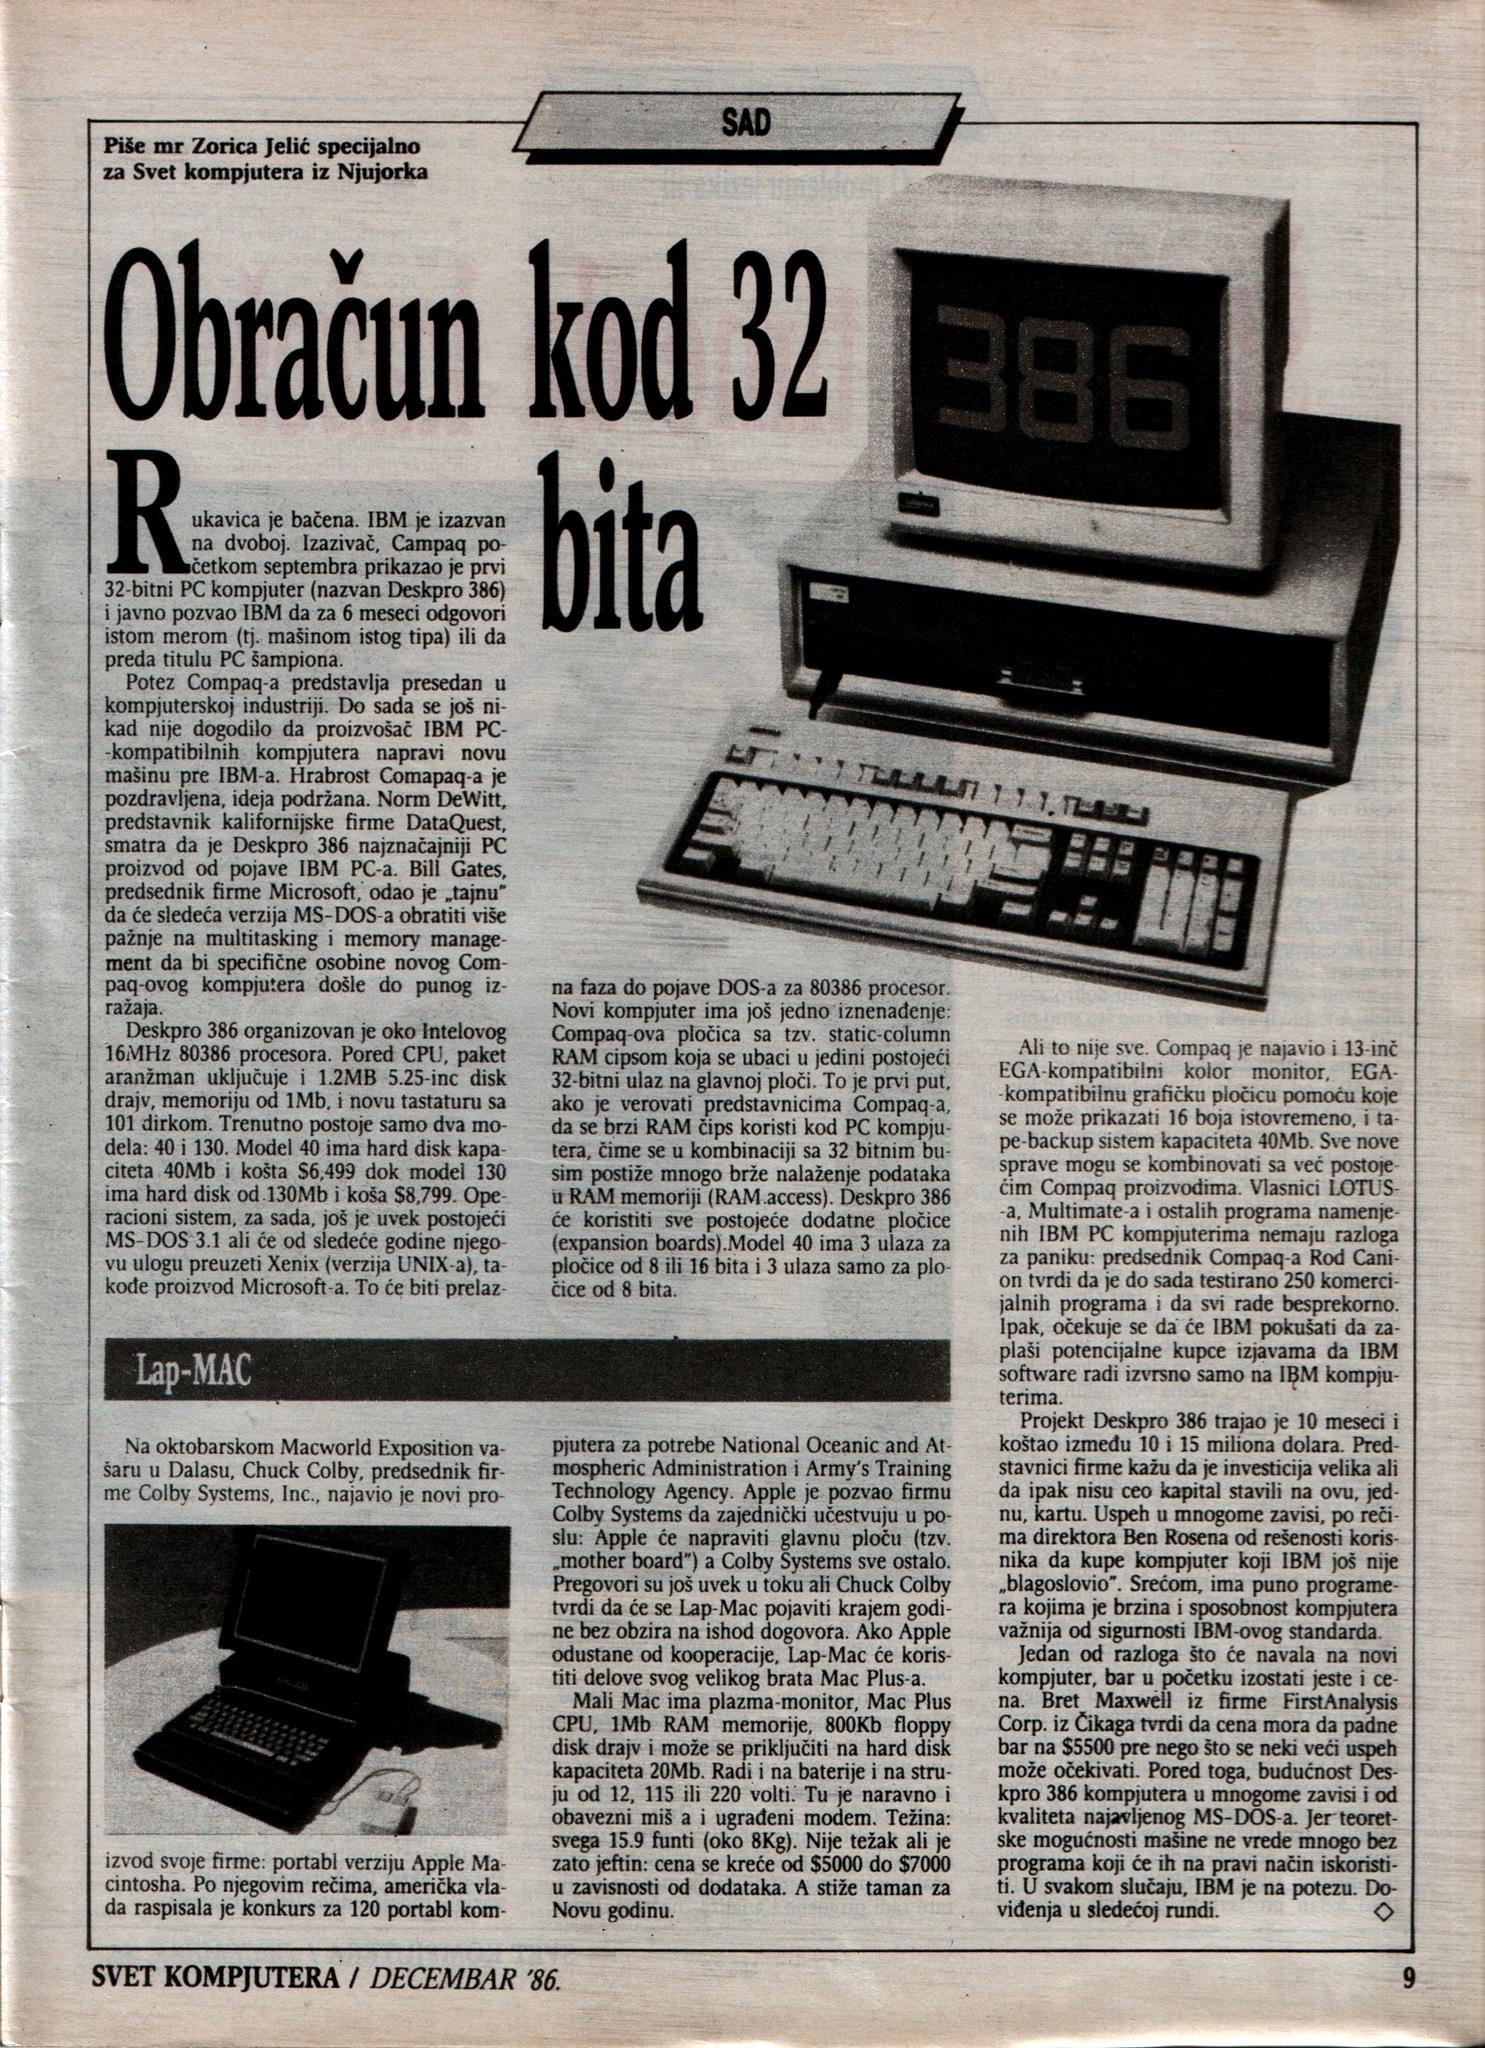 SAD
Piše mr Zorica Jelić specijalno
za Svet kompjutera iz Njujorka
Obračun kod 32
bita
386
Rukavica je bačena. IBM je izazvan
na dvoboj. Izazivač, Campaq po-
četkom septembra prikazao je prvi
32-bitni PC kompjuter (nazvan Deskpro 386)
i javno pozvao IBM da za 6 meseci odgovori
istom merom (tj. mašinom istog tipa) ili da
preda titulu PC šampiona.
Potez Compaq-a predstavlja presedan u
kompjuterskoj industriji. Do sada se još ni-
kad nije dogodilo da proizvošač IBM PC-
-kompatibilnih kompjutera napravi novu
mašinu pre IBM-a. Hrabrost Comapaq-a je
pozdravljena, ideja podržana. Norm DeWitt,
predstavnik kalifornijske firme DataQuest,
smatra da je Deskpro 386 najznačajniji PC
proizvod od pojave IBM PC-a. Bill Gates,
predsednik firme Microsoft, odao je „tajnu"
da će sledeća verzija MS-DOS-a obratiti više
pažnje na multitasking i memory manage-
ment da bi specifične osobine novog Com-
paq-ovog kompjutera došle do punog iz-
ražaja.
Deskpro 386 organizovan je oko Intelovog
16MHz 80386 procesora. Pored CPU, paket
aranžman uključuje i 1.2MB 5.25-inc disk
drajv, memoriju od 1Mb, i novu tastaturu sa
101 dirkom. Trenutno postoje samo dva mo-
dela: 40 i 130. Model 40 ima hard disk kapa-
citeta 40Mb i košta $6,499 dok model 130
ima hard disk od 130Mb i koša $8,799. Ope-
racioni sistem, za sada, još je uvek postojeći
MS-DOS 3.1 ali će od sledeće godine njego-
vu ulogu preuzeti Xenix (verzija UNIX-a), ta-
kođe proizvod Microsoft-a. To će biti prelaz-
na faza do pojave DOS-a za 80386 procesor.
Novi kompjuter ima još jedno iznenađenje:
Compaq-ova pločica sa tzv. static-column
RAM cipsom koja se ubaci u jedini postojeći
32-bitni ulaz na glavnoj ploči. To je prvi put,
ako je verovati predstavnicima Compaq-a,
da se brzi RAM čips koristi kod PC kompju-
tera, čime se u kombinaciji sa 32 bitnim bu-
sim postiže mnogo brže nalaženje podataka
u RAM memoriji (RAM access). Deskpro 386
će koristiti sve postojeće dodatne pločice
(expansion boards).Model 40 ima 3 ulaza za
pločice od 8 ili 16 bita i 3 ulaza samo za plo-
čice od 8 bita.
Ali to nije sve. Compaq je najavio i 13-inč
EGA-kompatibilni kolor monitor, EGA-
-kompatibilnu grafičku pločicu pomoću koje
se može prikazati 16 boja istovremeno, i ta-
pe-backup sistem kapaciteta 40Mb. Sve nove
sprave mogu se kombinovati sa već postoje-
ćim Compaq proizvodima. Vlasnici LOTUS-
-a, Multimate-a i ostalih programa namenje-
nih IBM PC kompjuterima nemaju razloga
za paniku: predsednik Compaq-a Rod Cani-
on tvrdi da je do sada testirano 250 komerci-
jalnih programa i da svi rade besprekorno.
Ipak, očekuje se da će IBM pokušati da za-
plaši potencijalne kupce izjavama da IBM
software radi izvrsno samo na IBM kompju-
terima.
Projekt Deskpro 386 trajao je 10 meseci i
koštao između 10 i 15 miliona dolara. Pred-
stavnici firme kažu da je investicija velika ali
da ipak nisu ceo kapital stavili na ovu, jed-
nu, kartu. Uspeh u mnogome zavisi, po reči-
ma direktora Ben Rosena od rešenosti koris-
nika da kupe kompjuter koji IBM još nije
„blagoslovio". Srećom, ima puno programe-
ra kojima je brzina i sposobnost kompjutera
važnija od sigurnosti IBM-ovog standarda.
Jedan od razloga što će navala na novi
kompjuter, bar u početku izostati jeste i ce-
na. Bret Maxwell iz firme FirstAnalysis
Corp. iz Čikaga tvrdi da cena mora da padne
bar na $5500 pre nego što se neki veći uspeh
može očekivati. Pored toga, budućnost Des-
kpro 386 kompjutera u mnogome zavisi i od
kvaliteta najavljenog MS-DOS-a. Jer teoret-
ske mogućnosti mašine ne vrede mnogo bez
programa koji će ih na pravi način iskoristi-
ti. U svakom slučaju, IBM je na potezu. Do-
viđenja u sledećoj rundi.
Lap-MAC
Na oktobarskom Macworld Exposition va-
šaru u Dalasu, Chuck Colby, predsednik fir-
me Colby Systems, Inc., najavio je novi pro-
izvod svoje firme: portabl verziju Apple Ma-
cintosha. Po njegovim rečima, američka vla-
da raspisala je konkurs za 120 portabl kom-
pjutera za potrebe National Oceanic and At-
mospheric Administration i Army's Training
Technology Agency. Apple je pozvao firmu
Colby Systems da zajednički učestvuju u po-
slu: Apple će napraviti glavnu ploču (tzv.
„mother board") a Colby Systems sve ostalo.
Pregovori su još uvek u toku ali Chuck Colby
tvrdi da će se Lap-Mac pojaviti krajem godi-
ne bez obzira na ishod dogovora. Ako Apple
odustane od kooperacije, Lap-Mac će koris-
titi delove svog velikog brata Mac Plus-a.
Mali Mac ima plazma-monitor, Mac Plus
CPU, 1Mb RAM memorije, 800Kb floppy
disk drajv i može se priključiti na hard disk
kapaciteta 20Mb. Radi i na baterije i na stru-
ju od 12, 115 ili 220 volti. Tu je naravno i
obavezni miš a i ugrađeni modem. Težina:
svega 15.9 funti (oko 8Kg). Nije težak ali je
zato jeftin: cena se kreće od $5000 do $7000
u zavisnosti od dodataka. A stiže taman za
Novu godinu.
SVET KOMPJUTERA / DECEMBAR '86.
9